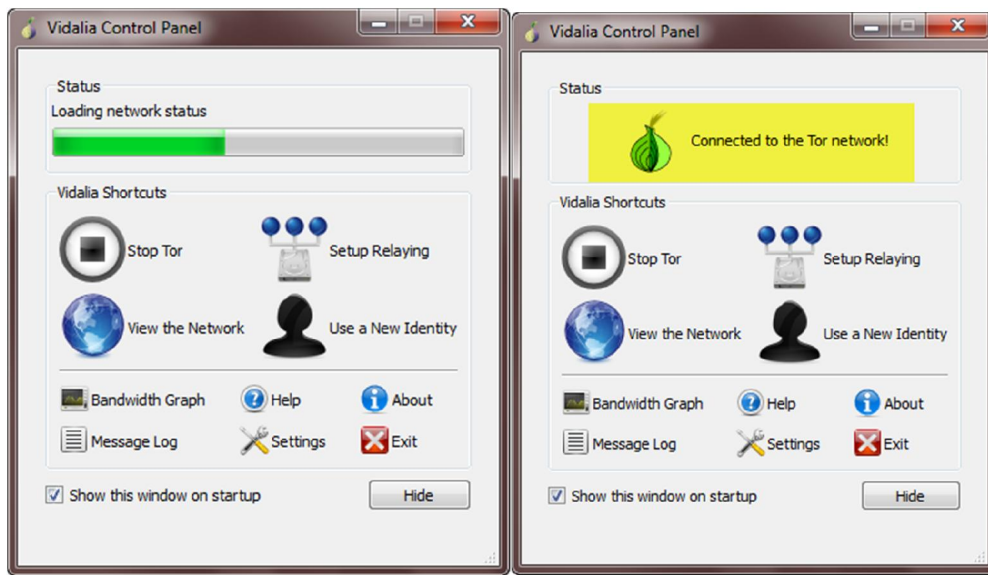 Vidalia Control Panel
Status
Loading network status
Vidalia Shortcuts
Stop Tor
Setup Relaying
View the Network
Use a New Identity
Bandwidth Graph
Help
About
Message Log
Settings
Exit
Show this window on startup
Hide
Vidalia Control Panel
Status
Connected to the Tor network!
Vidalia Shortcuts
Stop Tor
Setup Relaying
View the Network
Use a New Identity
Bandwidth Graph
Help
About
Message Log
Settings
Exit
Show this window on startup
Hide